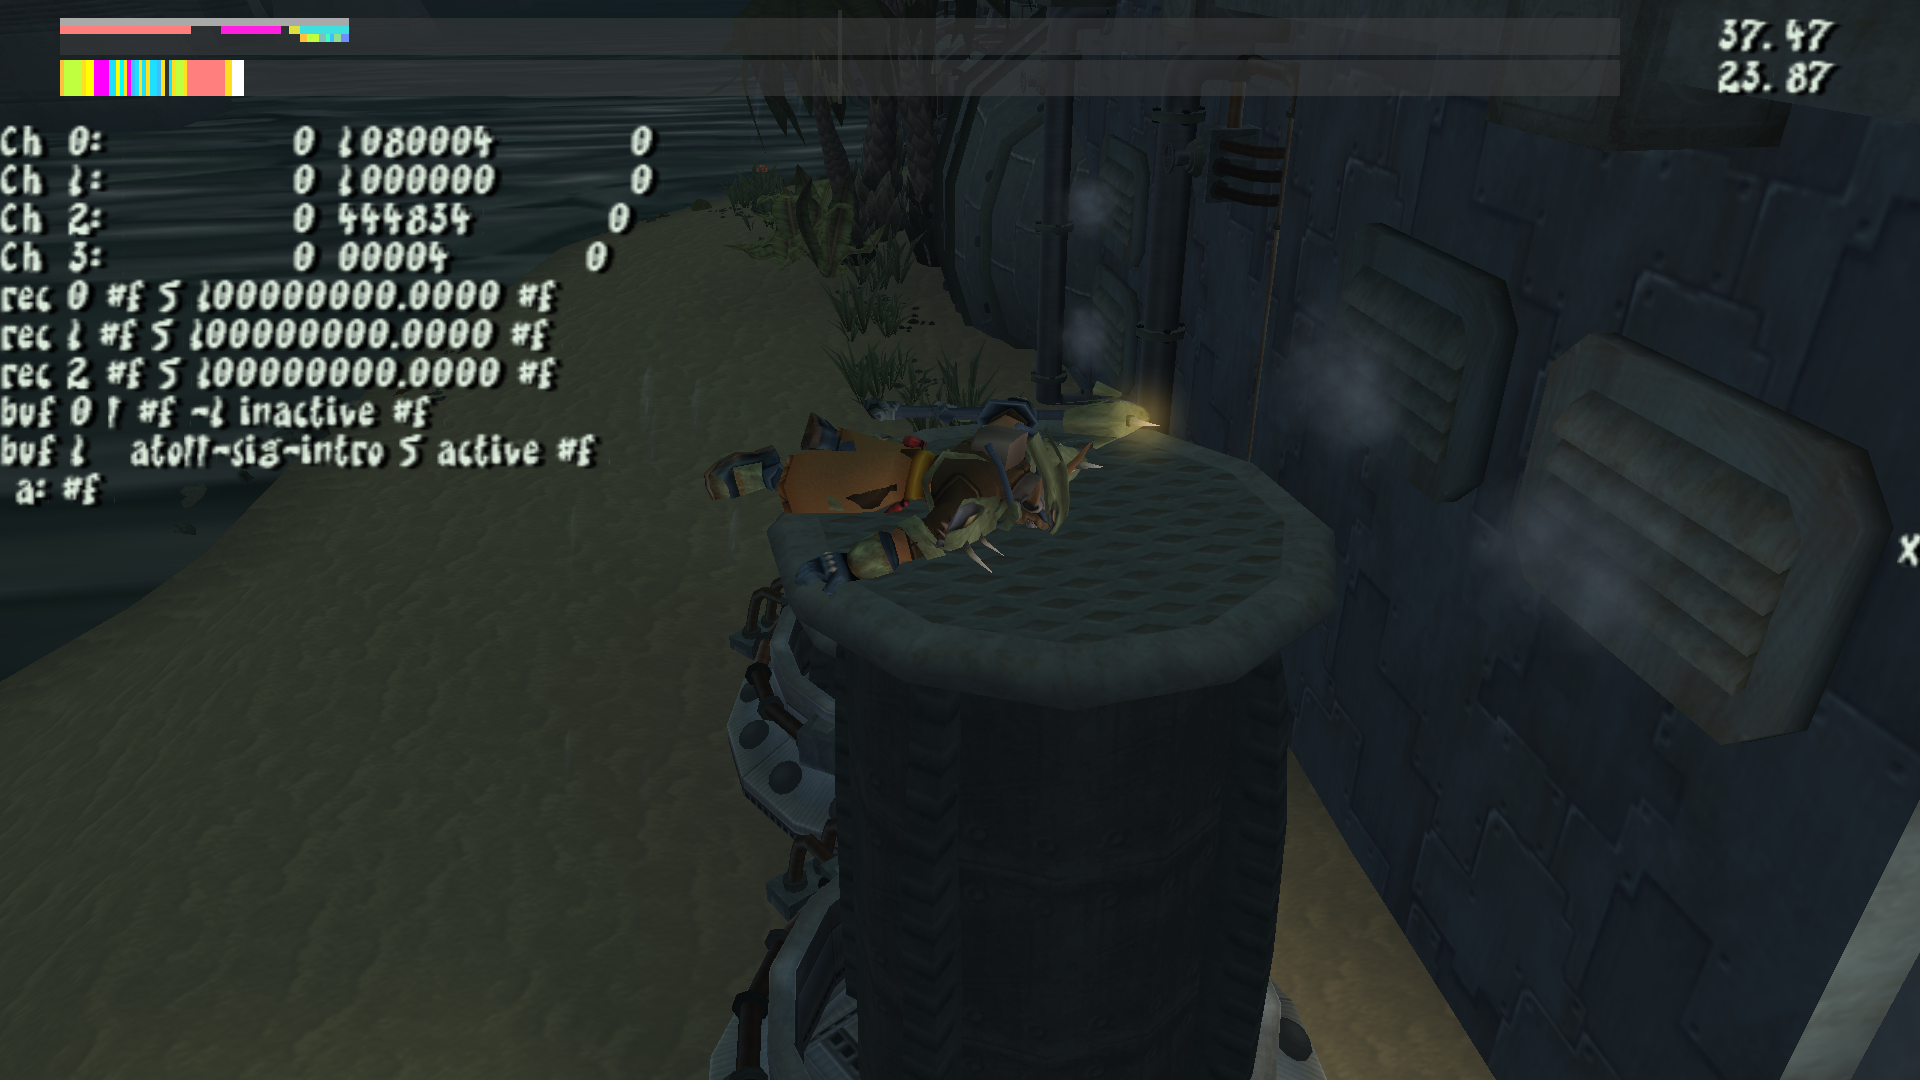 37.47
23.87
Ch 0: 0 1080004 0
Ch 1: 0 1000000 0
Ch 2: 0 444834 0
Ch 3: 0 00004 0
rec 0 #f 5 100000000.0000 #f
rec 1 #f 5 100000000.0000 #f
rec 2 #f 5 100000000.0000 #f
buf 0 | #f -1 inactive #f
buf 1 atoll-sig-intro 5 active #f
a: #f
X